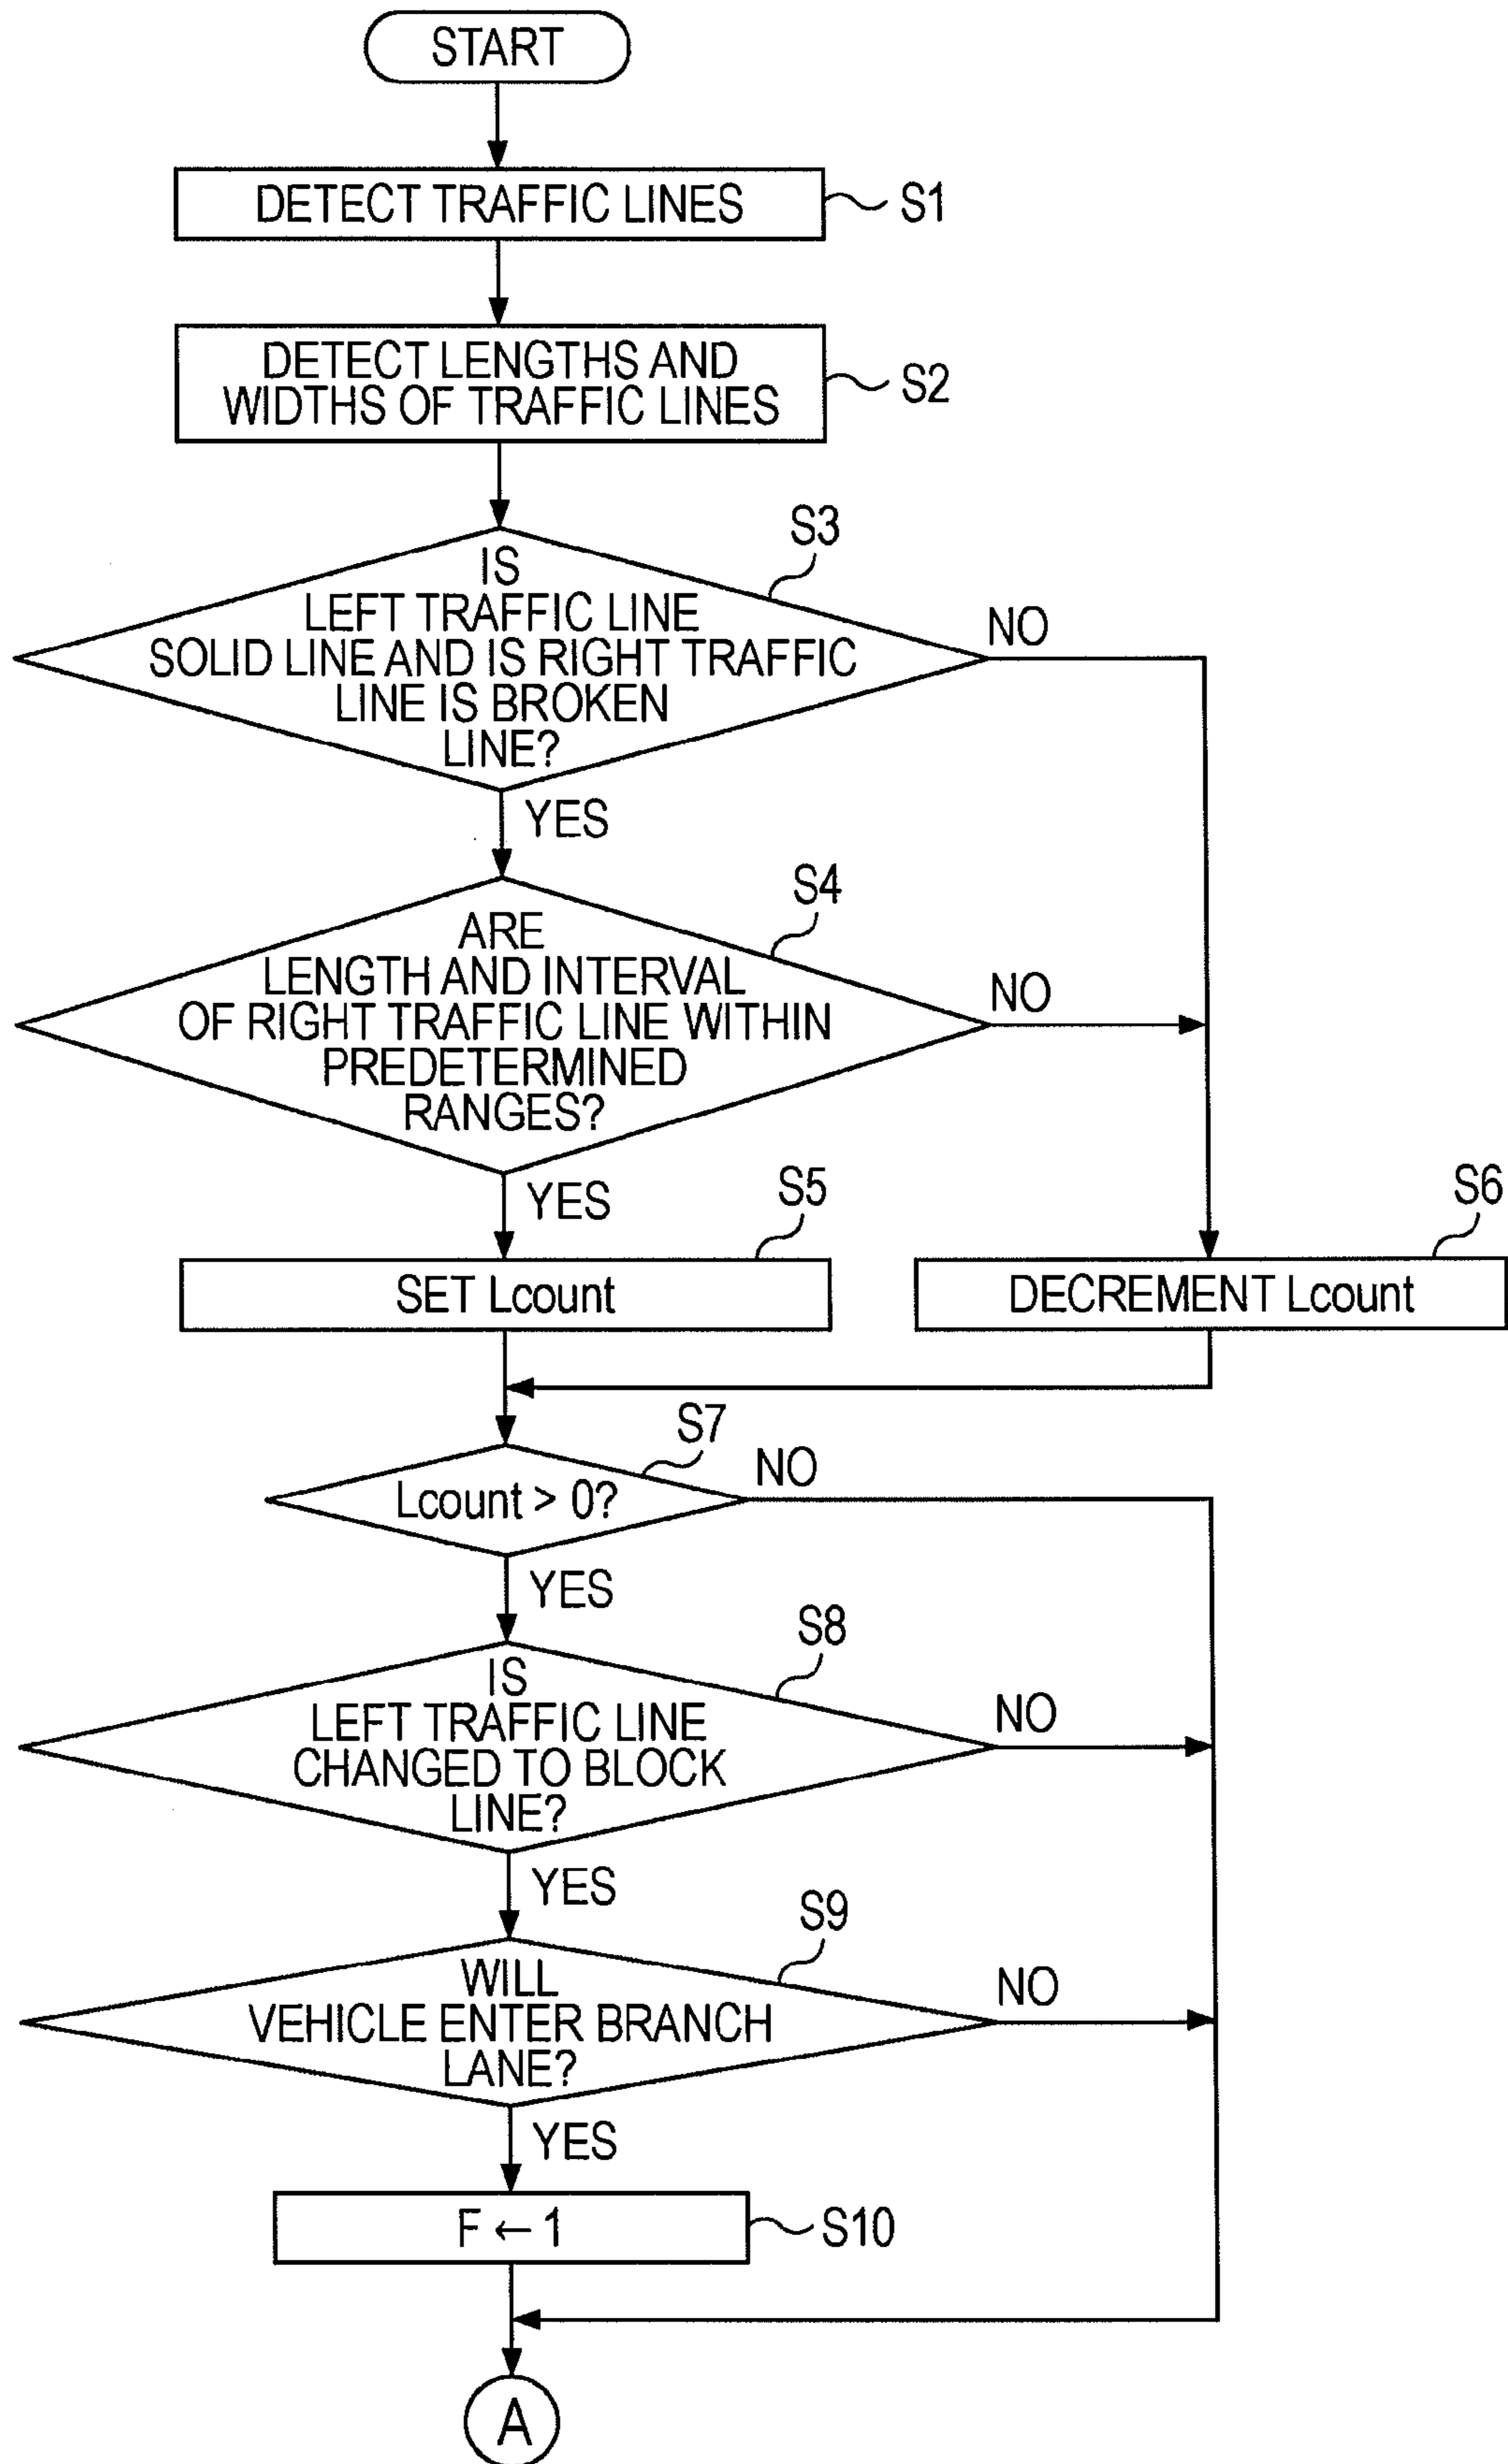 START
DETECT TRAFFIC LINES
S1
DETECT LENGTHS AND
WIDTHS OF TRAFFIC LINES
S2
S3
IS
LEFT TRAFFIC LINE
SOLID LINE AND IS RIGHT TRAFFIC
LINE IS BROKEN
LINE?
NO
YES
S4
ARE
LENGTH AND INTERVAL
OF RIGHT TRAFFIC LINE WITHIN
PREDETERMINED
RANGES?
NO
YES
S5
SET Lcount
S6
DECREMENT Lcount
S7
Lcount > 0?
NO
YES
S8
IS
LEFT TRAFFIC LINE
CHANGED TO BLOCK
LINE?
NO
YES
S9
WILL
VEHICLE ENTER BRANCH
LANE?
NO
YES
F ← 1
S10
A